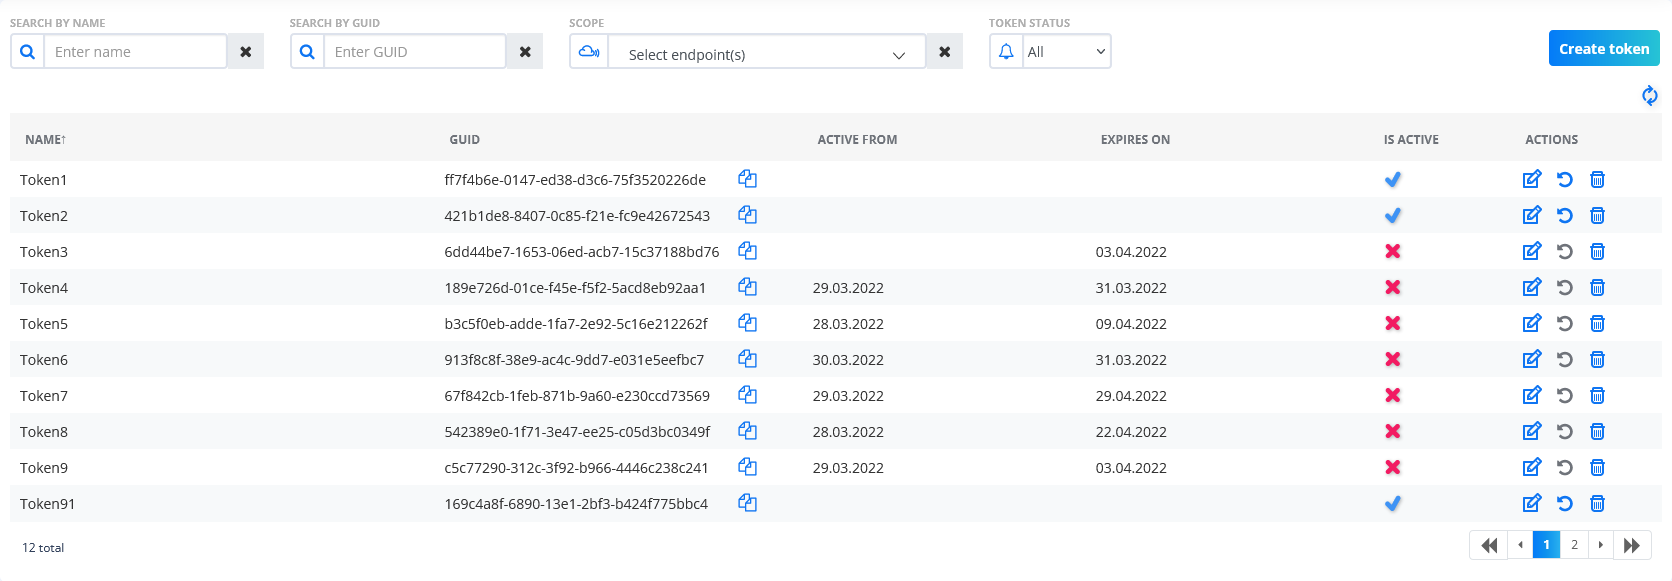 SEARCH BY NAME SEARCH BY GUID SCOPE TOKEN STATUS
Enter name Enter GUID Select endpoint(s) All Create token
NAME↑ GUID ACTIVE FROM EXPIRES ON IS ACTIVE ACTIONS
Token1 ff7f4b6e-0147-ed38-d3c6-75f3520226de
Token2 421b1de8-8407-0c85-f21e-fc9e42672543
Token3 6dd44be7-1653-06ed-acb7-15c37188bd76 03.04.2022
Token4 189e726d-01ce-f45e-f5f2-5acd8eb92aa1 29.03.2022 31.03.2022
Token5 b3c5f0eb-adde-1fa7-2e92-5c16e212262f 28.03.2022 09.04.2022
Token6 913f8c8f-38e9-ac4c-9dd7-e031e5eefbc7 30.03.2022 31.03.2022
Token7 67f842cb-1feb-871b-9a60-e230ccd73569 29.03.2022 29.04.2022
Token8 542389e0-1f71-3e47-ee25-c05d3bc0349f 28.03.2022 22.04.2022
Token9 c5c77290-312c-3f92-b966-4446c238c241 29.03.2022 03.04.2022
Token91 169c4a8f-6890-13e1-2bf3-b424f775bbc4
12 total 1 2